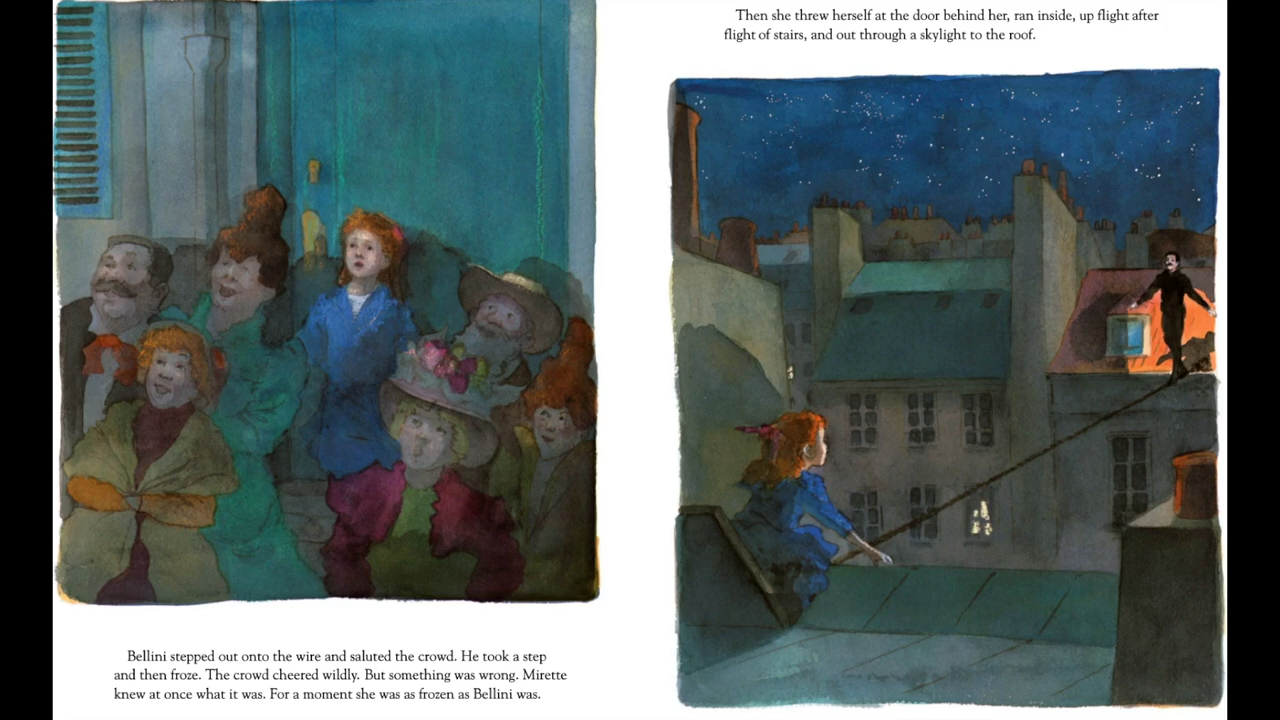 Bellini stepped out onto the wire and saluted the crowd. He took a step
and then froze. The crowd cheered wildly. But something was wrong. Mirette
knew at once what it was. For a moment she was as frozen as Bellini was.
Then she threw herself at the door behind her, ran inside, up flight after
flight of stairs, and out through a skylight to the roof.